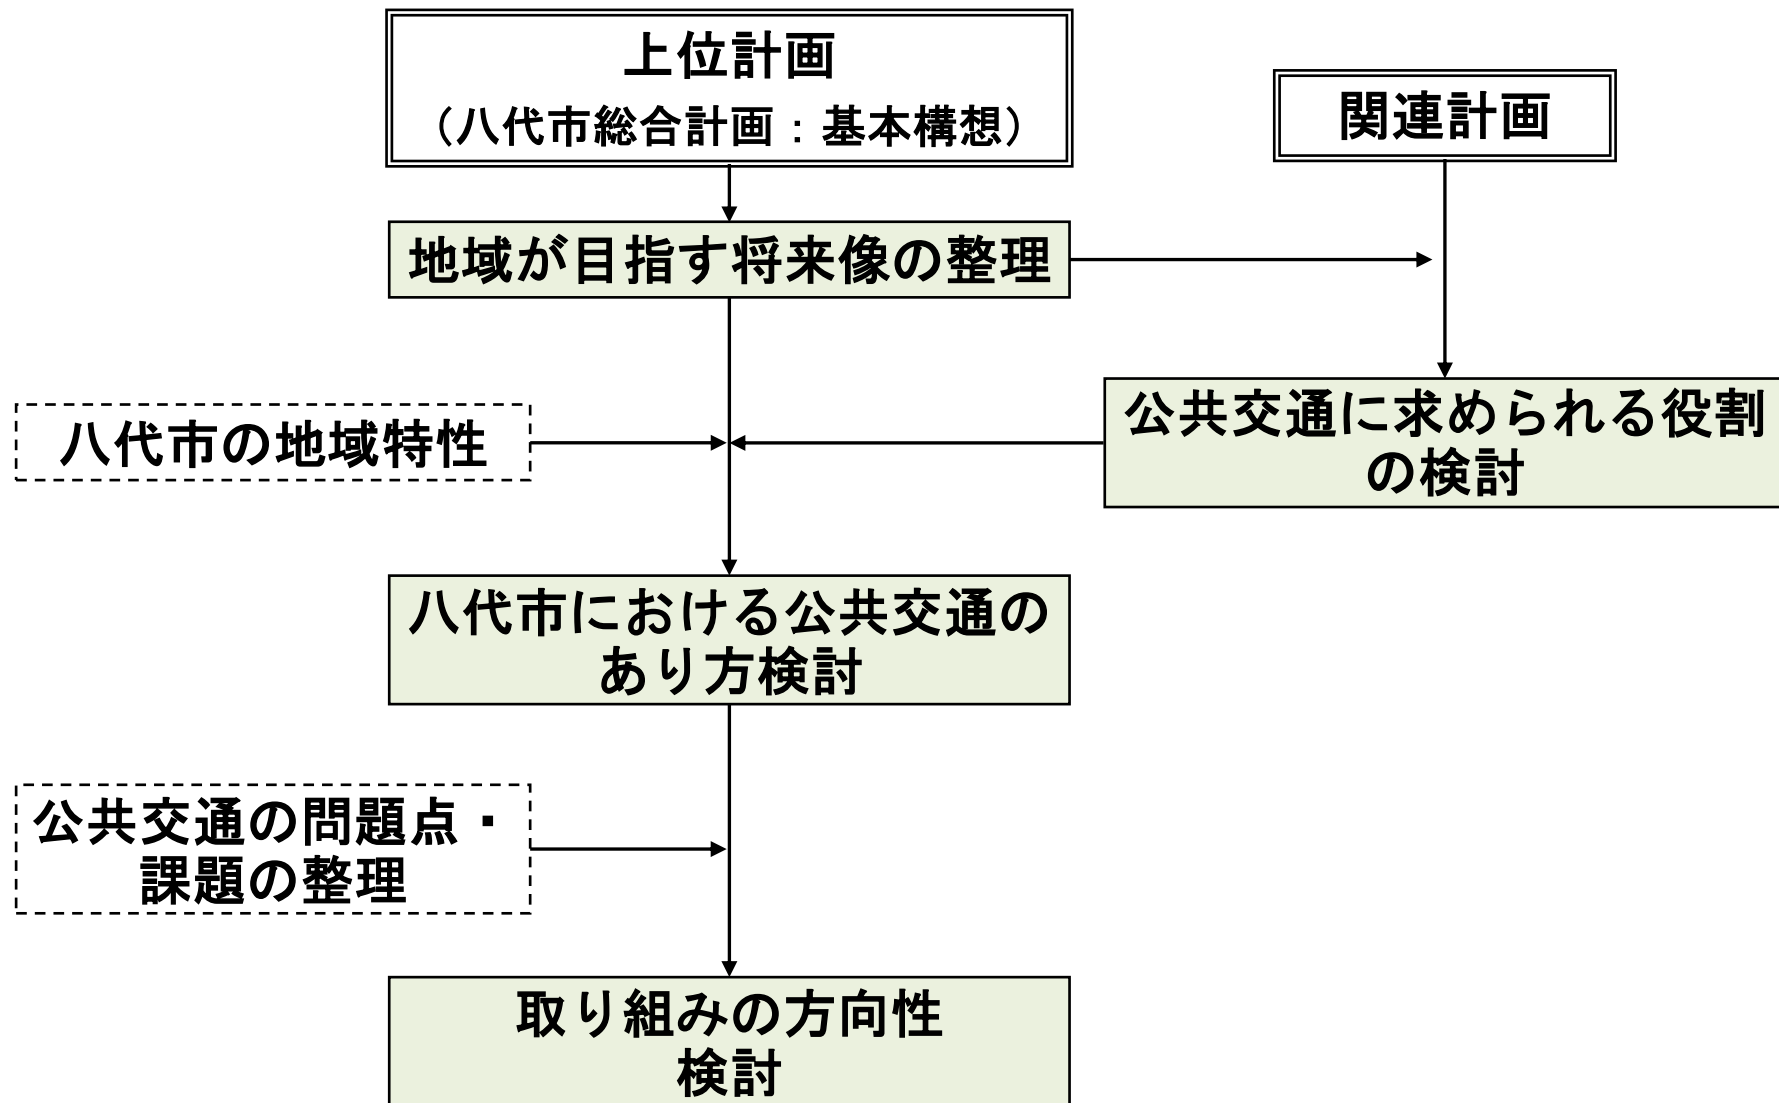 上位計画
（八代市総合計画：基本構想）
関連計画
地域が目指す将来像の整理
公共交通に求められる役割
の検討
八代市の地域特性
八代市における公共交通の
あり方検討
公共交通の問題点・
課題の整理
取り組みの方向性
検討